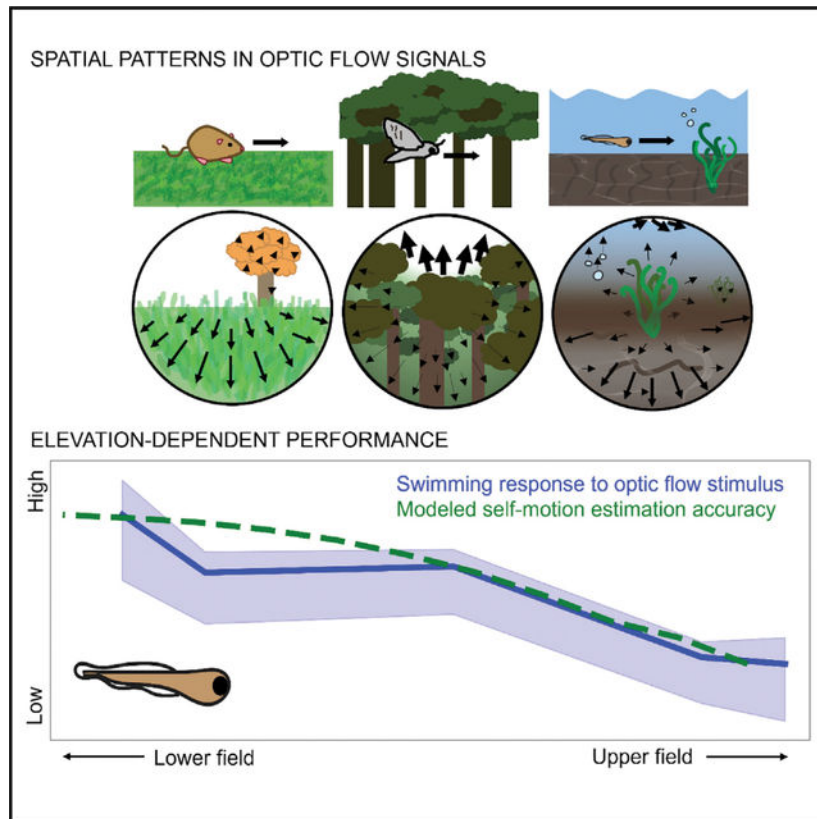 SPATIAL PATTERNS IN OPTIC FLOW SIGNALS
ELEVATION-DEPENDENT PERFORMANCE
High
Swimming response to optic flow stimulus
Modeled self-motion estimation accuracy
Low
Lower field
Upper field